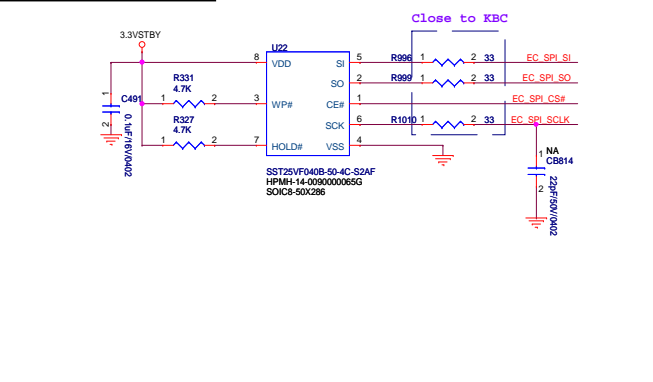 Close to KBC
3.3VSTBY
U22
8 VDD SI 5 R996 1 2 33 EC_SPI_SI
R331
4.7K
SO 2 R999 1 2 33 EC_SPI_SO
1 C491
1 2 3 WP# CE# 1 EC_SPI_CS#
2 0.1uF/16V/0402
R327
4.7K
SCK 6 R1010 1 2 33 EC_SPI_SCLK
1 2 7 HOLD# VSS 4
SST25VF040B-50-4C-S2AF
HPMH-14-0090000065G
SOIC8-50X286
1 NA
CB814
2 22pF/50V/0402